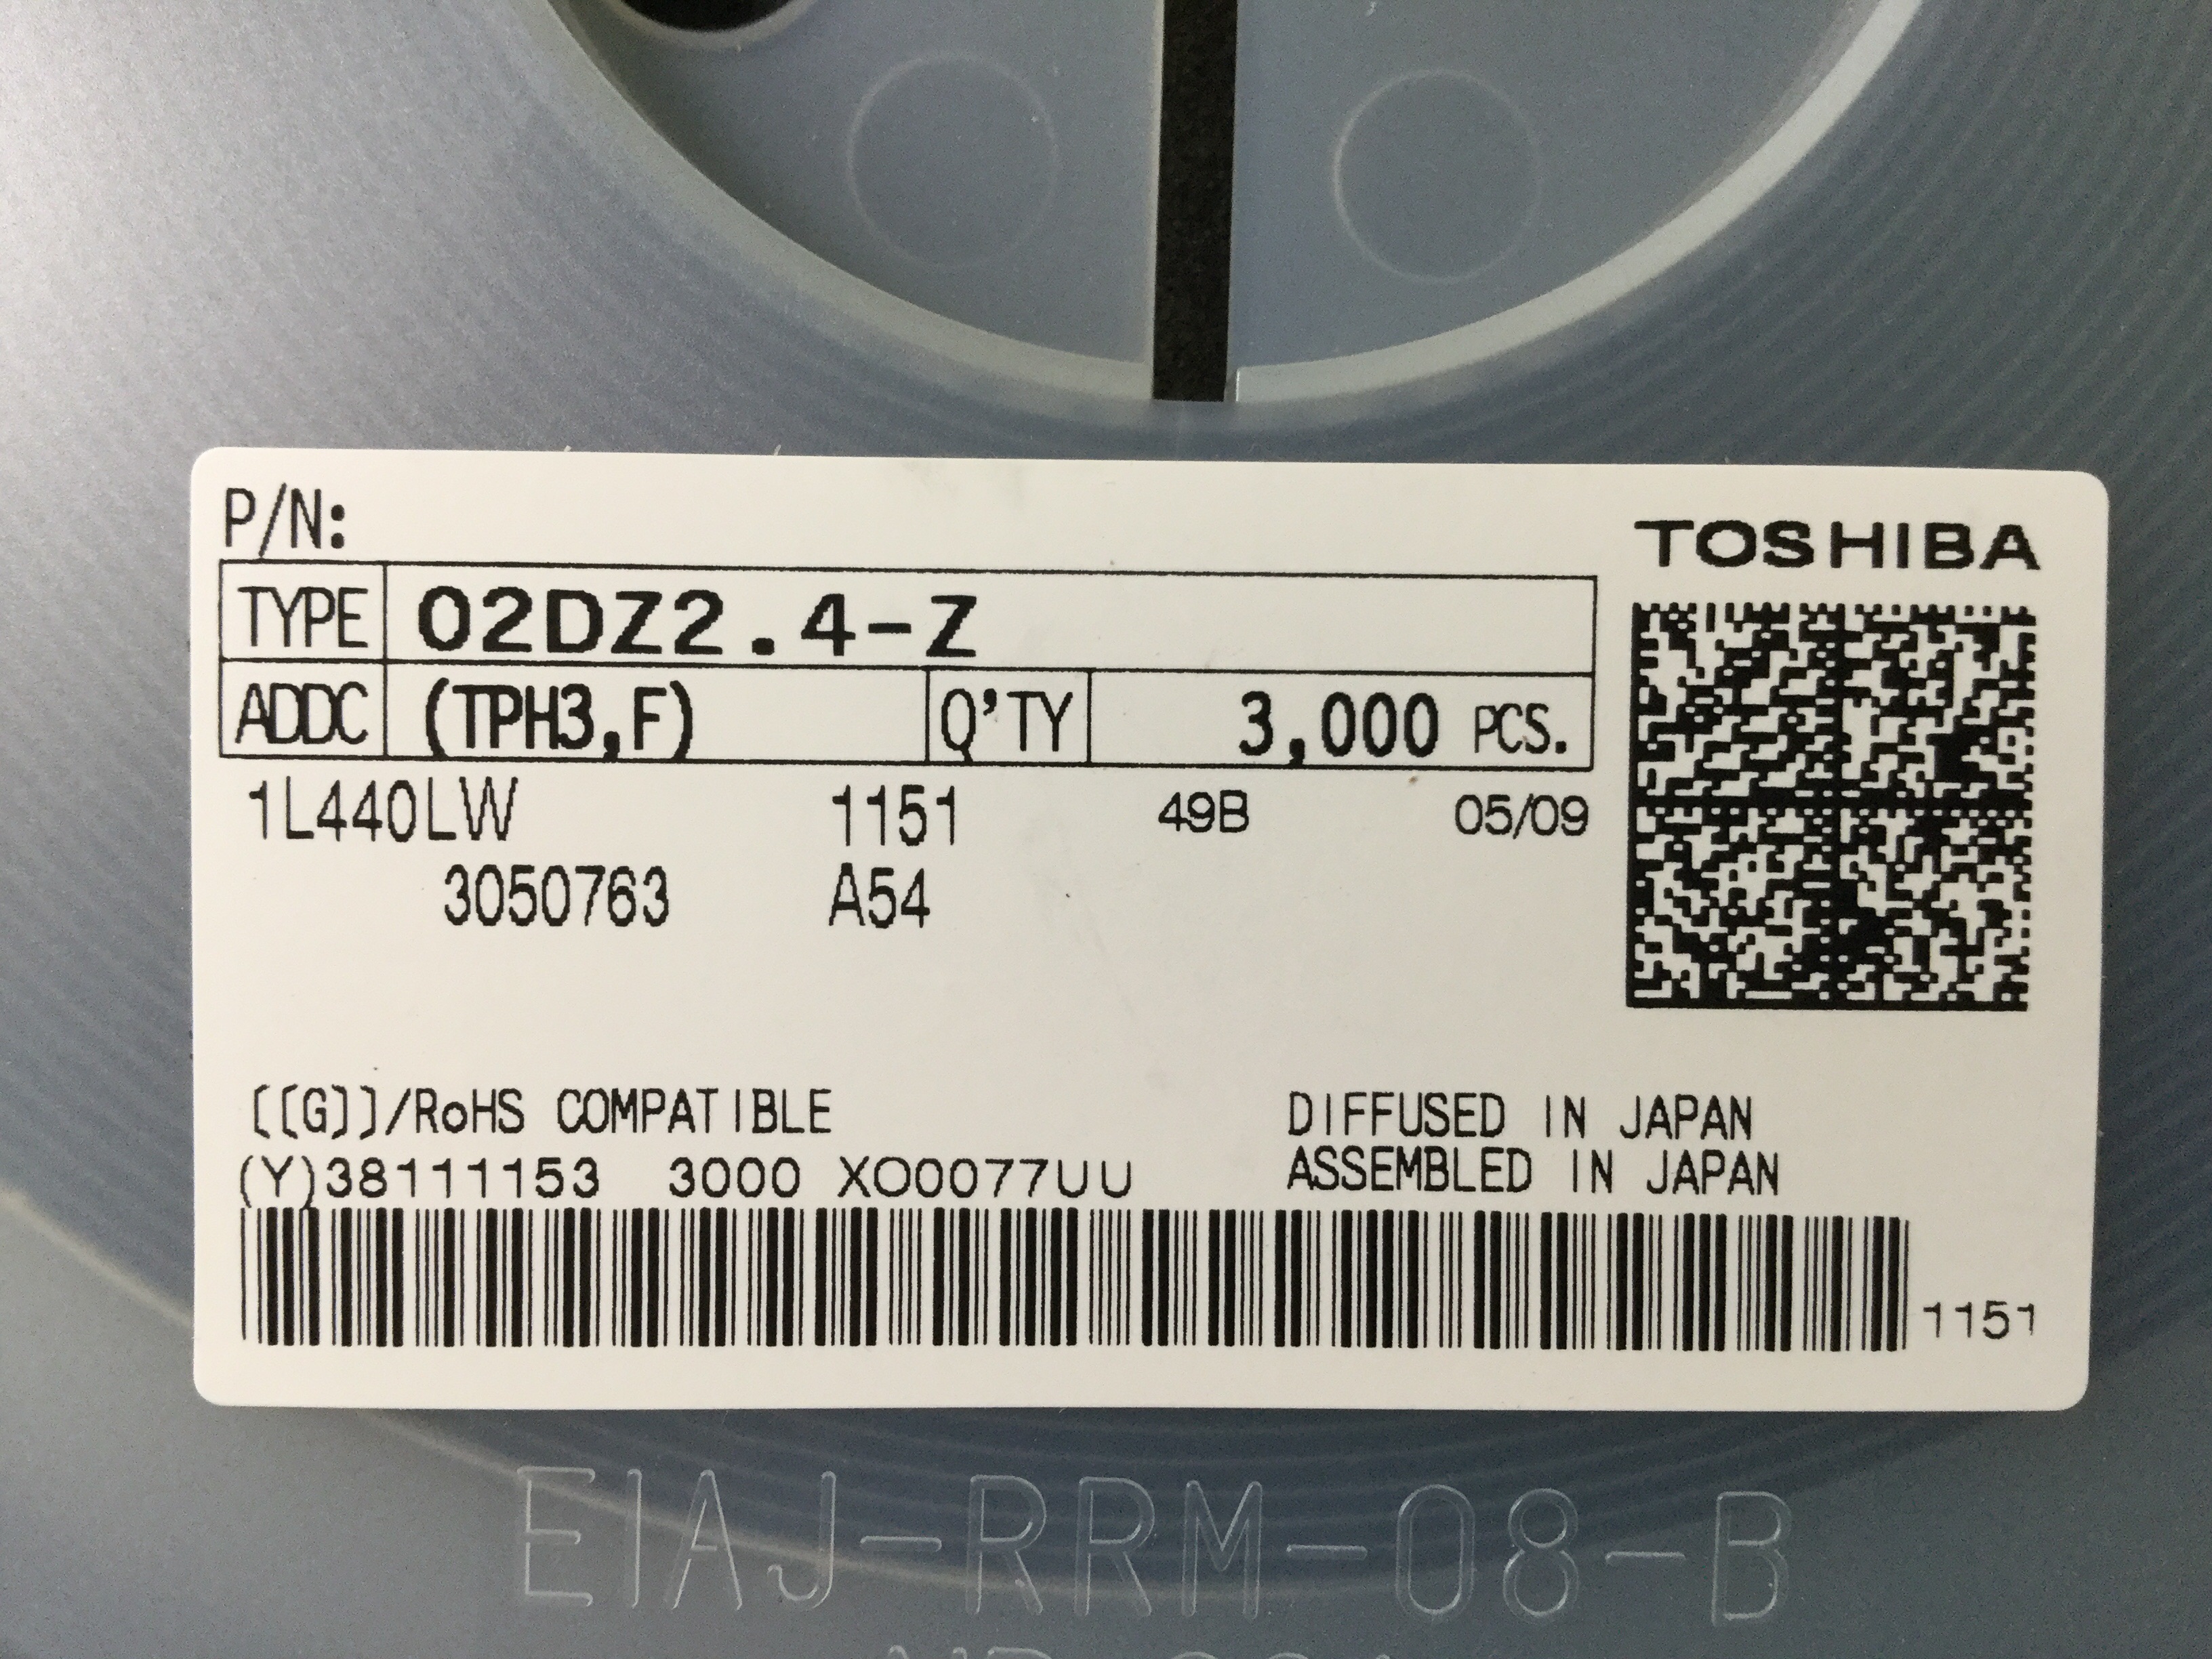 P/N:
TOSHIBA
TYPE 02DZ2.4-Z
ADDC (TPH3,F) Q'TY 3,000 PCS.
1L440LW 1151 49B 05/09
3050763 A54
[[G]]/RoHS COMPATIBLE
DIFFUSED IN JAPAN
(Y)38111153 3000 XO0077UU
ASSEMBLED IN JAPAN
1151
EIAJ-RRM-08-B